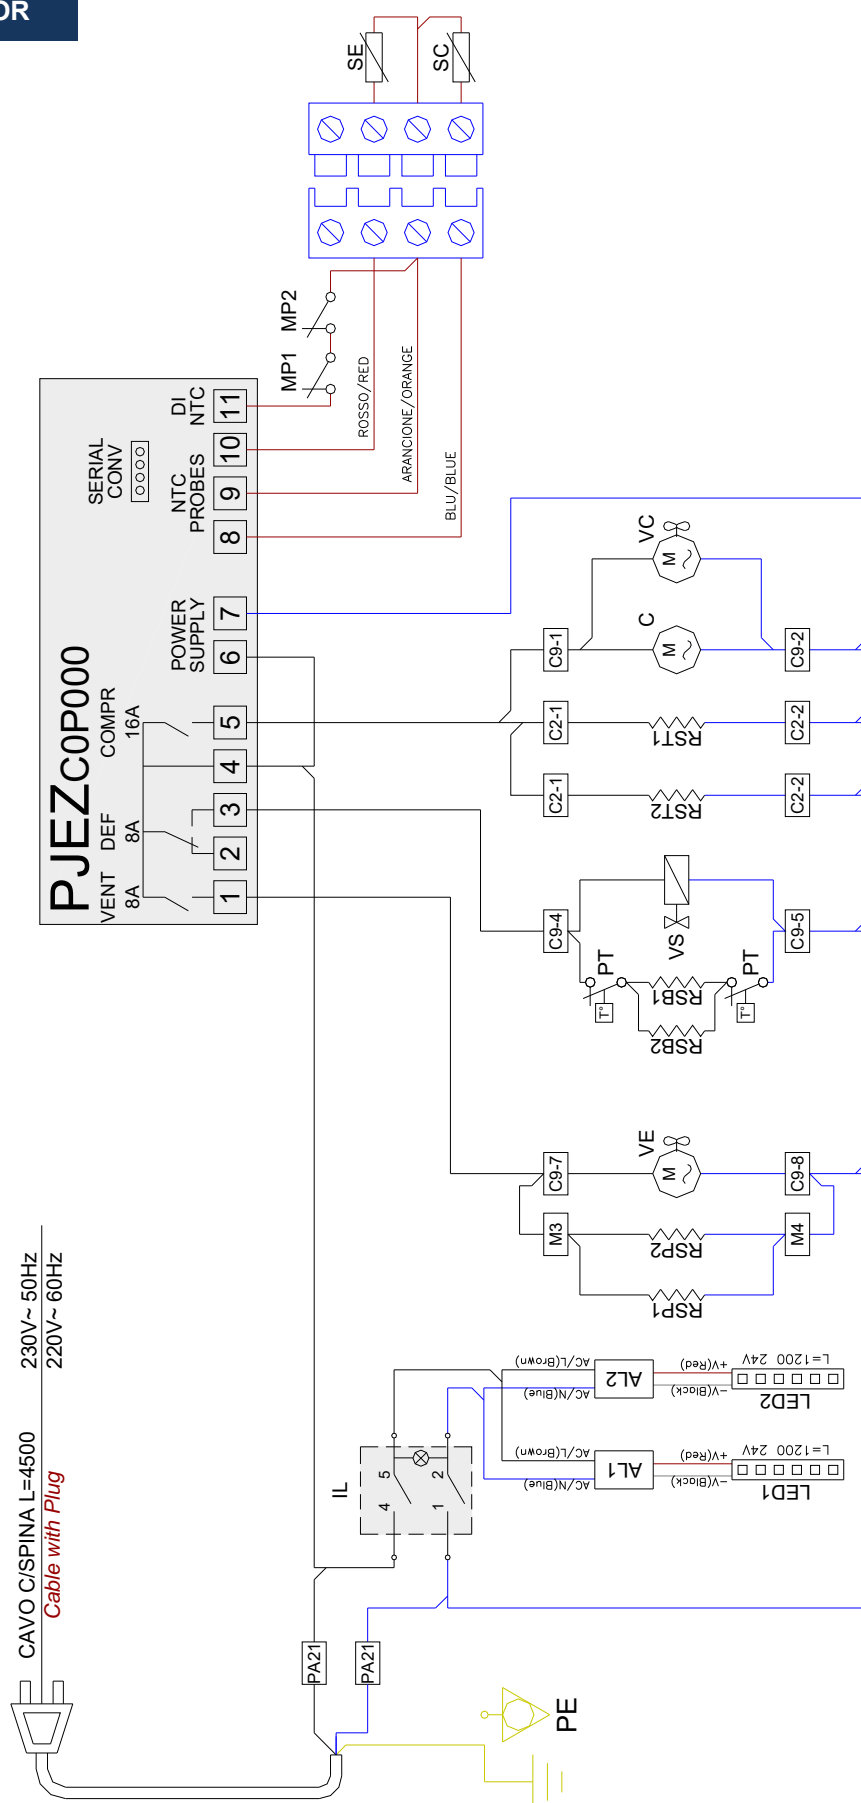 OR
SE
SC
MP1
MP2
ROSSO/RED
ARANCIONE/ORANGE
BLU/BLUE
PJEZC0P000
SERIAL
CONV
VENT
8A
DEF
8A
COMPR
16A
POWER
SUPPLY
NTC
PROBES
DI
NTC
1
2
3
4
5
6
7
8
9
10
11
C9-1
C
M
VC
M
C9-2
C2-1
RST1
C2-2
C2-1
RST2
C2-2
C9-4
VS
C9-5
PT
T°
RSB1
RSB2
PT
T°
C9-7
VE
M
C9-8
M3
RSP2
M4
RSP1
CAVO C/SPINA L=4500
Cable with Plug
230V~ 50Hz
220V~ 60Hz
IL
5
4
2
1
AC/L(Brown)
AC/N(Blue)
AL2
+V(Red)
-V(Black)
L=1200 24V
LED2
AC/L(Brown)
AC/N(Blue)
AL1
+V(Red)
-V(Black)
L=1200 24V
LED1
PA21
PA21
PE